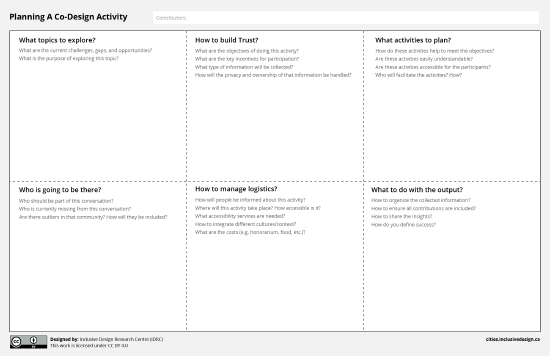 Planning A Co-Design Activity
Contributors:
What topics to explore?
What are the current challenges, gaps, and opportunities?
What is the purpose of exploring this topic?
How to build Trust?
What are the objectives of doing this activity?
What are the key incentives for participation?
What type of information will be collected?
How will the privacy and ownership of that information be handled?
What activities to plan?
How do these activities help to meet the objectives?
Are these activities easily understandable?
Are these activities accessible for the participants?
Who will facilitate the activities? How?
Who is going to be there?
Who should be part of this conversation?
Who is currently missing from this conversation?
Are there outliers in that community? How will they be included?
How to manage logistics?
How will people be informed about this activity?
Where will this activity take place? How accessible is it?
What accessibility services are needed?
How to integrate different cultures/context?
What are the costs (e.g. honorarium, food, etc.)?
What to do with the output?
How to organize the collected information?
How to ensure all contributions are included?
How to share the insights?
How do you define success?
cc
BY
Designed by: Inclusive Design Research Centre (IDRC)
This work is licensed under CC BY 4.0
cities.inclusivedesign.ca